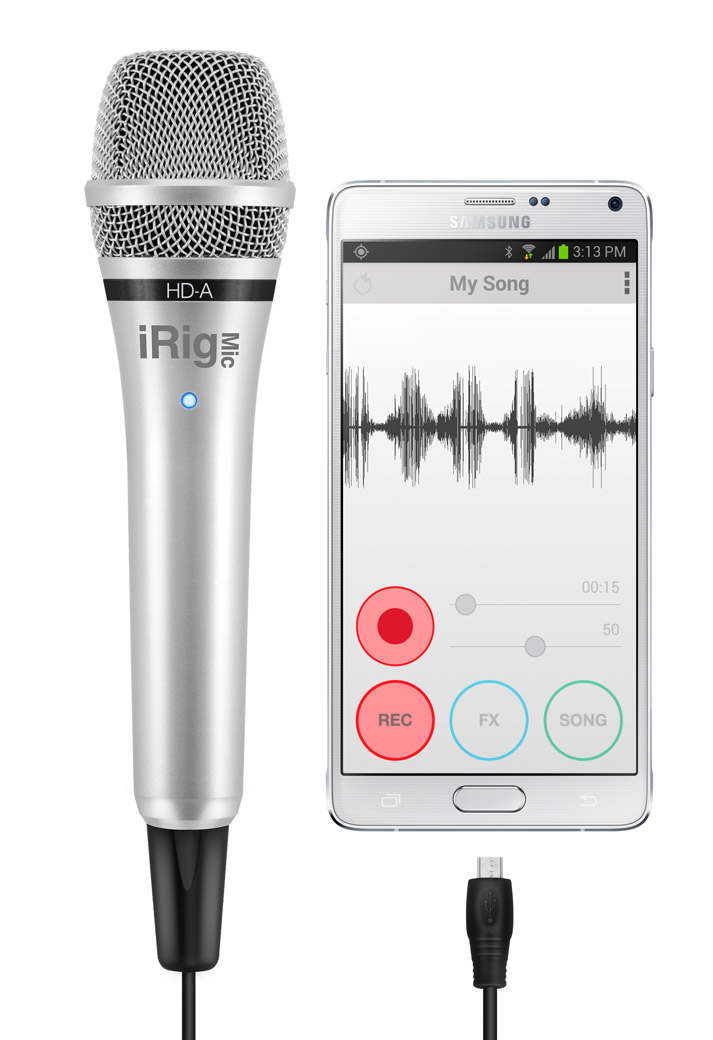 HD-A
iRig Mic
SAMSUNG
3:13 PM
My Song
00:15
50
REC
FX
SONG